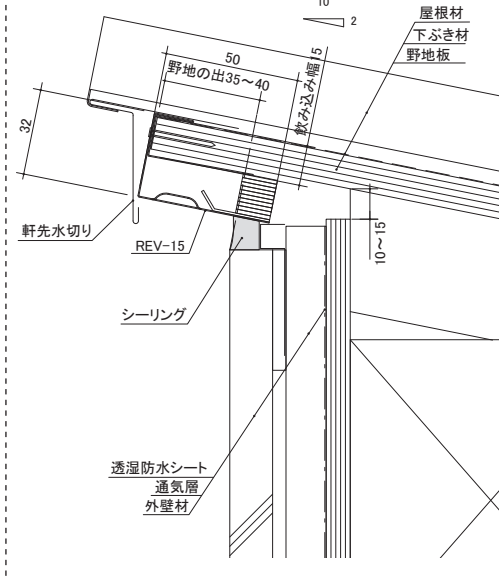 10
2
屋根材
下ぶき材
野地板
50
野地の出35～40
飲み込み幅15
32
軒先水切り
REV-15
10～15
シーリング
透湿防水シート
通気層
外壁材